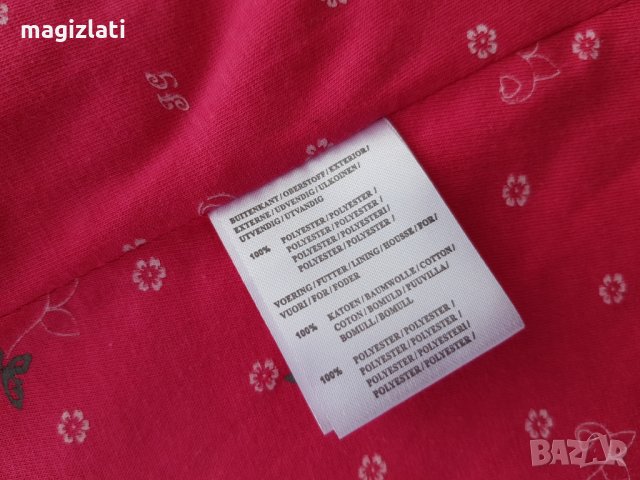 magizlati
BUITENKANT/OBERSTOFF/EXTERIOR/
EXTERNE/UDVENDIG/ULKOINEN/
UTVENDIG/UTVANDIG
100% POLYESTER/POLYESTER/
POLYESTER/POLYESTER/
POLYESTER/POLYESTERI/
POLYESTER/POLYESTER
VOERING/FUTTER/LINING/HOUSSE/FOR/
VUORI/FOR/FODER
100% KATOEN/BAUMWOLLE/COTTON/
COTON/BOMULD/PUUVILLA/
BOMULL/BOMULL
100% POLYESTER/POLYESTER/
POLYESTER/POLYESTER/
POLYESTER/POLYESTERI/
POLYESTER/POLYESTER
BAZAR